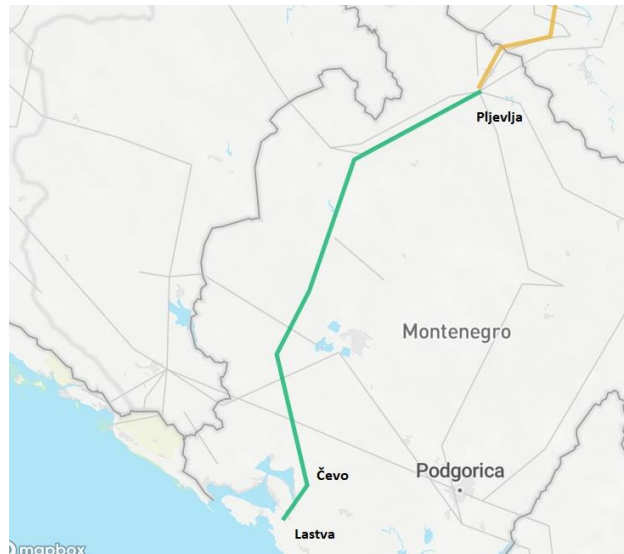 Pljevlja
Montenegro
Čevo
Podgorica
Lastva
mapbox